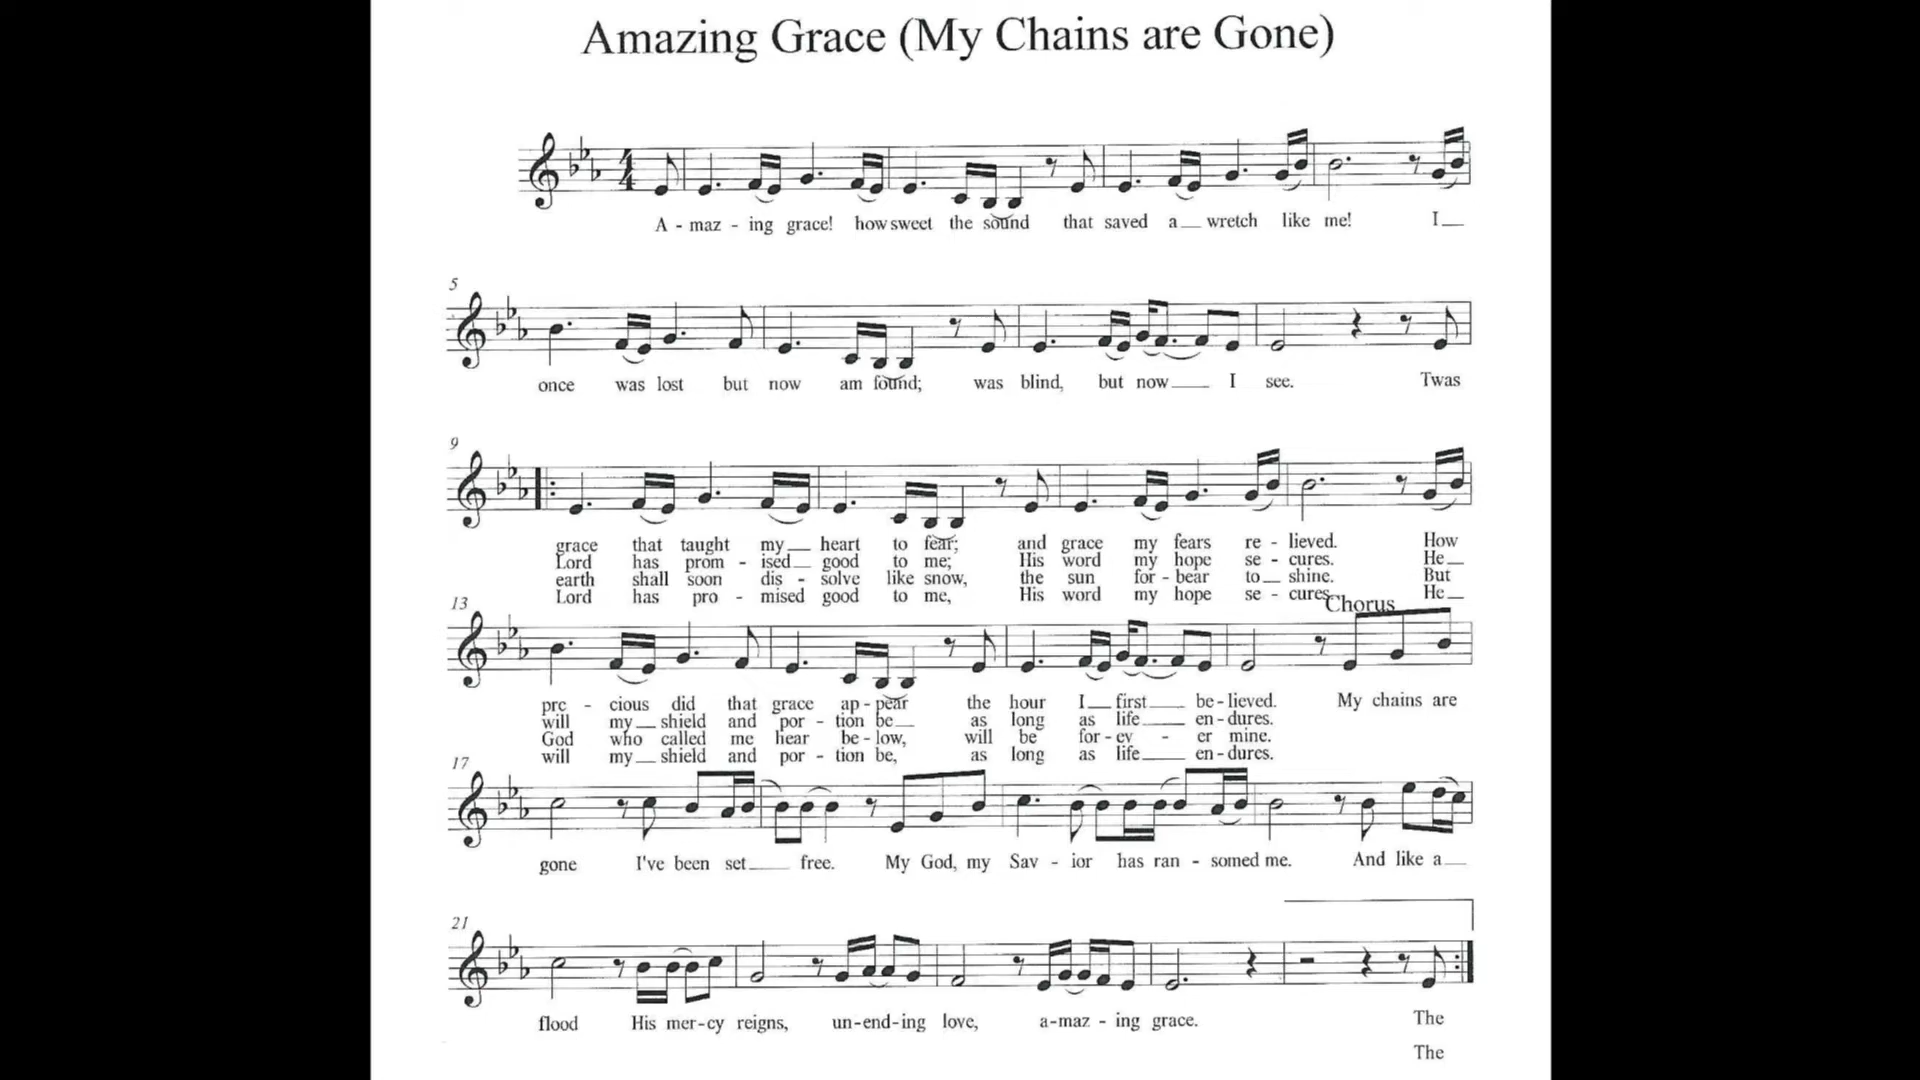 Amazing Grace (My Chains are Gone)
A - maz - ing grace! how sweet the sound that saved a wretch like me! I
5
once was lost but now am found; was blind, but now I see. Twas
9
grace that taught my heart to fear; and grace my fears re - lieved. How
Lord has prom - ised good to me; His word my hope se - cures. He
earth shall soon dis - solve like snow, the sun for - bear to shine. But
Lord has pro - mised good to me, His word my hope se - cures. He
13
Chorus
pre - cious did that grace ap - pear the hour I first be - lieved. My chains are
will my shield and por - tion be as long as life en - dures.
God who called me hear be - low, will be for - ev - er mine.
will my shield and por - tion be, as long as life en - dures.
17
gone I've been set free. My God, my Sav - ior has ran - somed me. And like a
21
flood His mer - cy reigns, un - end - ing love, a - maz - ing grace. The
The